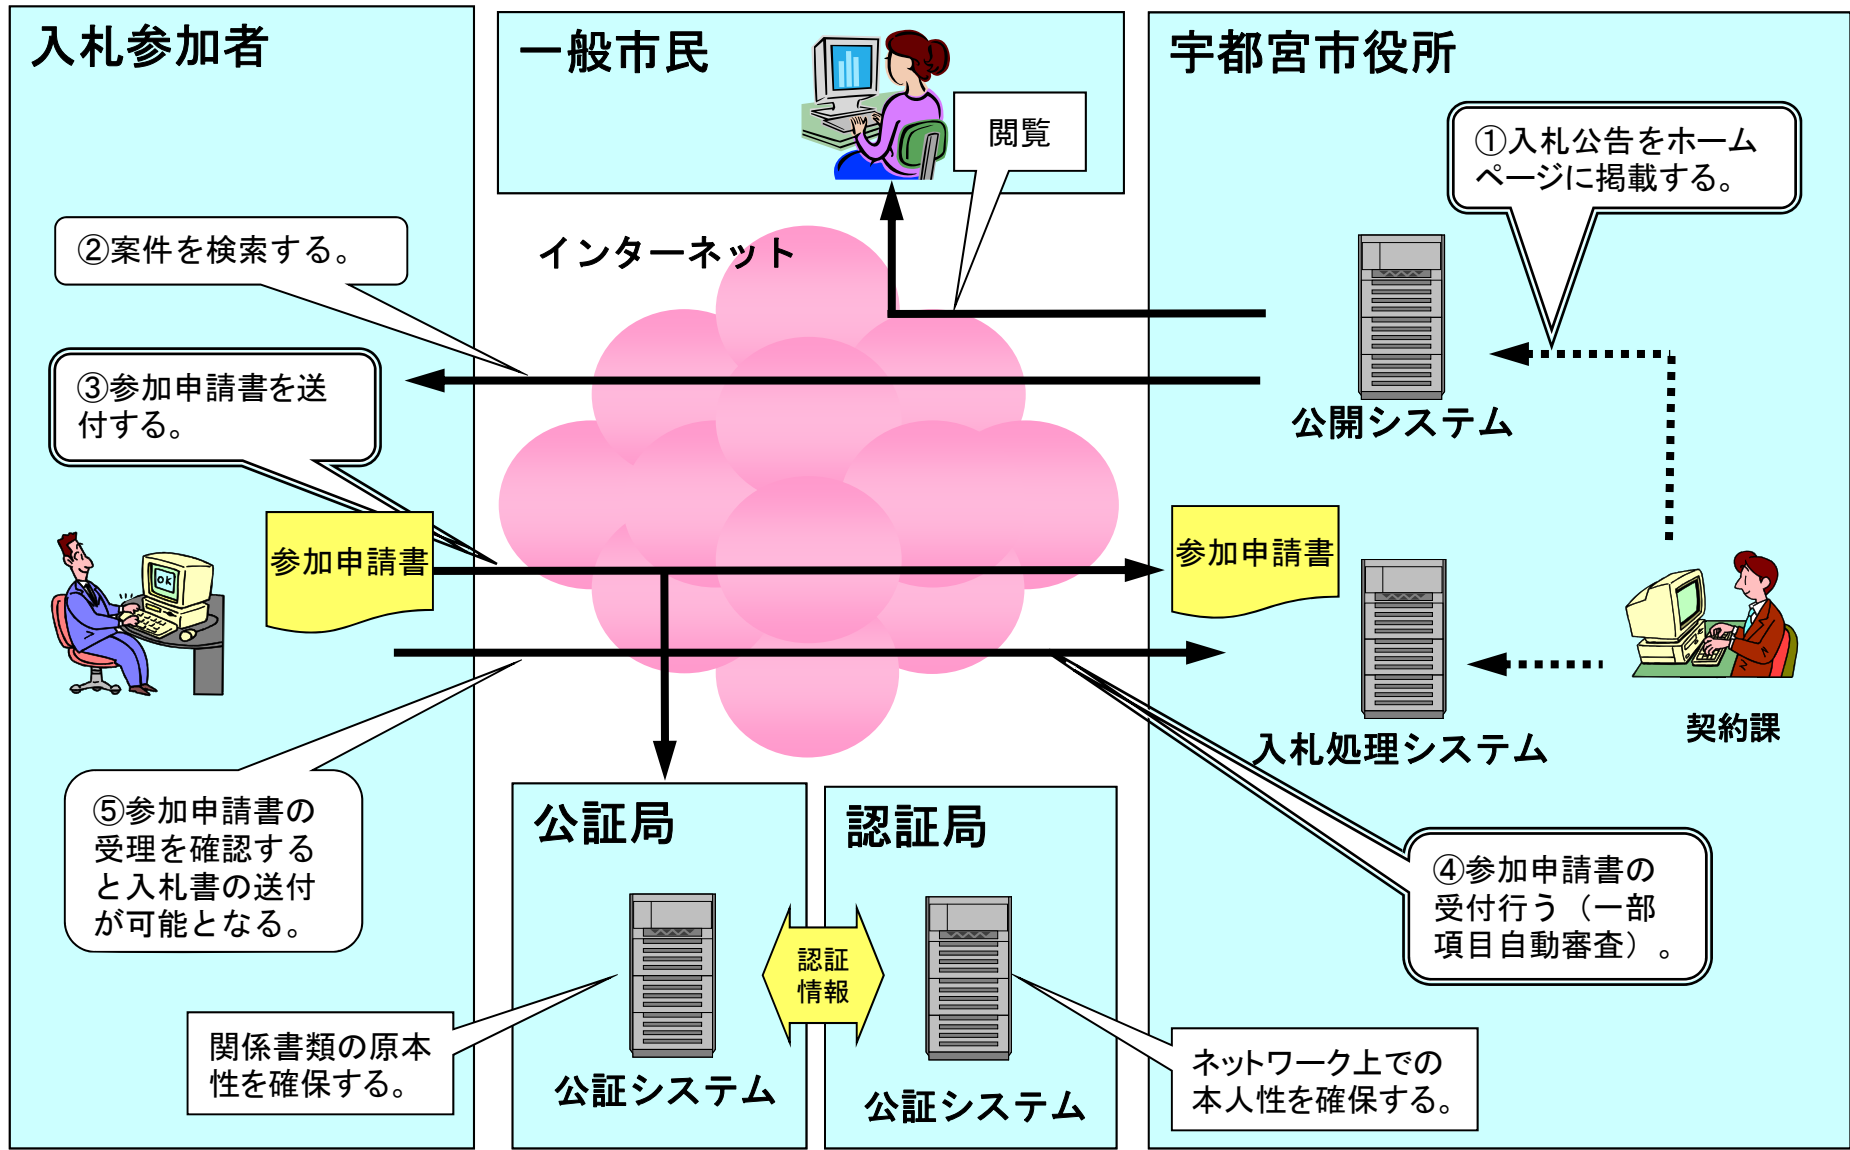 入札参加者
一般市民
宇都宮市役所
閲覧
①入札公告をホーム
ページに掲載する。
②案件を検索する。
インターネット
③参加申請書を送
付する。
公開システム
参加申請書
参加申請書
OK
入札処理システム
契約課
⑤参加申請書の
受理を確認する
と入札書の送付
が可能となる。
公証局
認証局
④参加申請書の
受付行う（一部
項目自動審査）。
認証
情報
関係書類の原本
性を確保する。
公証システム
公証システム
ネットワーク上での
本人性を確保する。